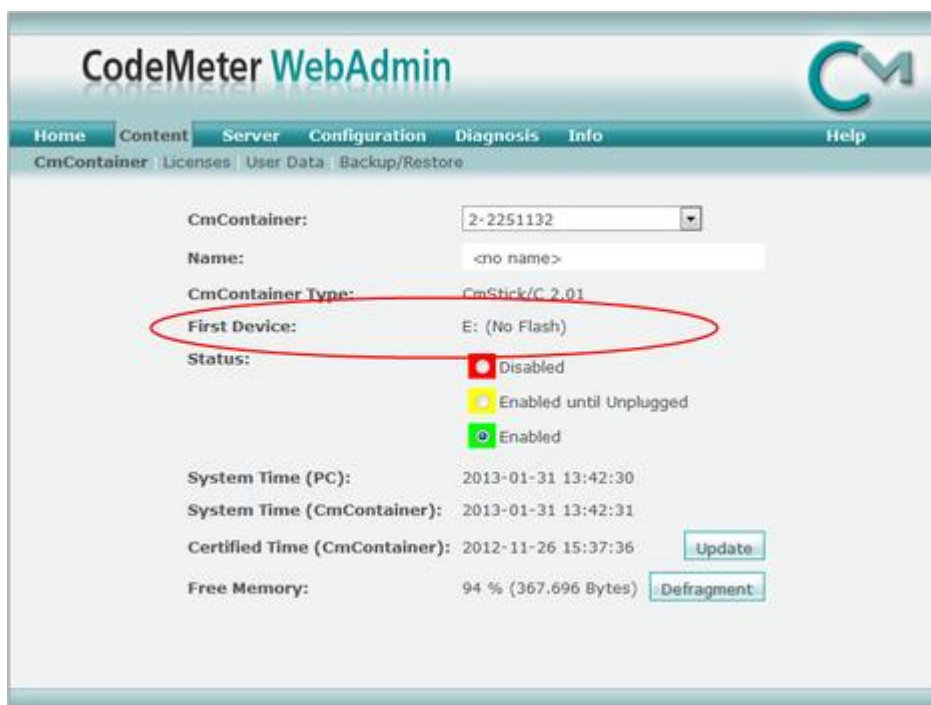 CodeMeter WebAdmin
CM
Home Content Server Configuration Diagnosis Info Help
CmContainer | Licenses | User Data | Backup/Restore
CmContainer: 2-2251132
Name: <no name>
CmContainer Type: CmStick/C 2.01
First Device: E: (No Flash)
Status: Disabled
Enabled until Unplugged
Enabled
System Time (PC): 2013-01-31 13:42:30
System Time (CmContainer): 2013-01-31 13:42:31
Certified Time (CmContainer): 2012-11-26 15:37:36 Update
Free Memory: 94 % (367.696 Bytes) Defragment